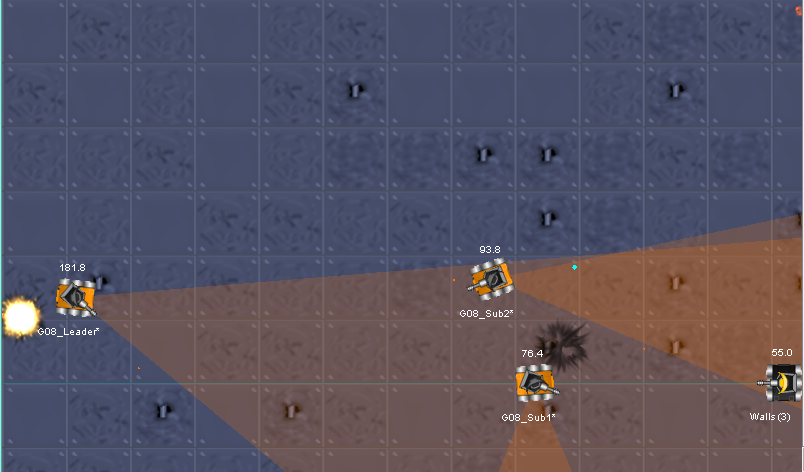 93.8
181.8
G08_Sub2*
G08_Leader*
76.4
55.0
G08_Sub1*
Walls (3)